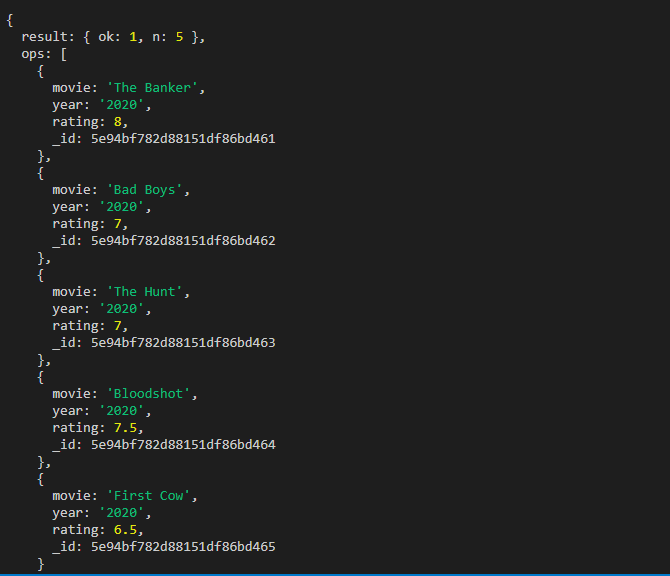 {
result: { ok: 1, n: 5 },
ops: [
{
movie: 'The Banker',
year: '2020',
rating: 8,
_id: 5e94bf782d88151df86bd461
},
{
movie: 'Bad Boys',
year: '2020',
rating: 7,
_id: 5e94bf782d88151df86bd462
},
{
movie: 'The Hunt',
year: '2020',
rating: 7,
_id: 5e94bf782d88151df86bd463
},
{
movie: 'Bloodshot',
year: '2020',
rating: 7.5,
_id: 5e94bf782d88151df86bd464
},
{
movie: 'First Cow',
year: '2020',
rating: 6.5,
_id: 5e94bf782d88151df86bd465
}